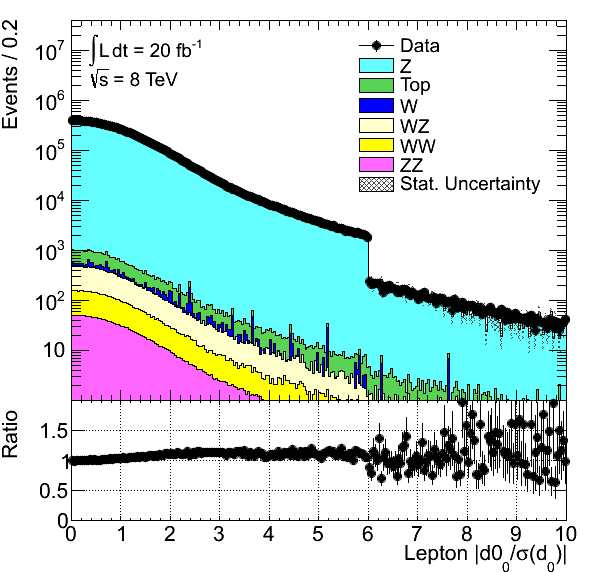 Events / 0.2
10⁷
10⁶
10⁵
10⁴
10³
10²
10
∫L dt = 20 fb⁻¹
√s = 8 TeV
Data
Z
Top
W
WZ
WW
ZZ
Stat. Uncertainty
Ratio
1.5
1
0.5
0
0 1 2 3 4 5 6 7 8 9 10
Lepton |d0₀/σ(d₀)|